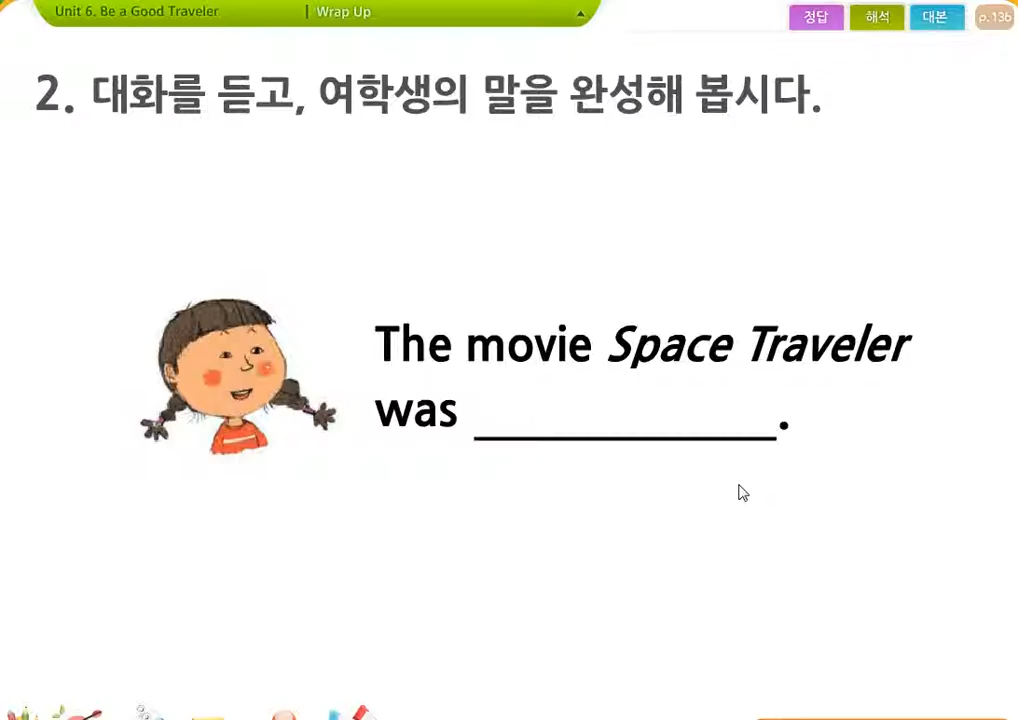 Unit 6. Be a Good Traveler | Wrap Up
정답 해석 대본 p.136
2. 대화를 듣고, 여학생의 말을 완성해 봅시다.
The movie Space Traveler
was ____________.